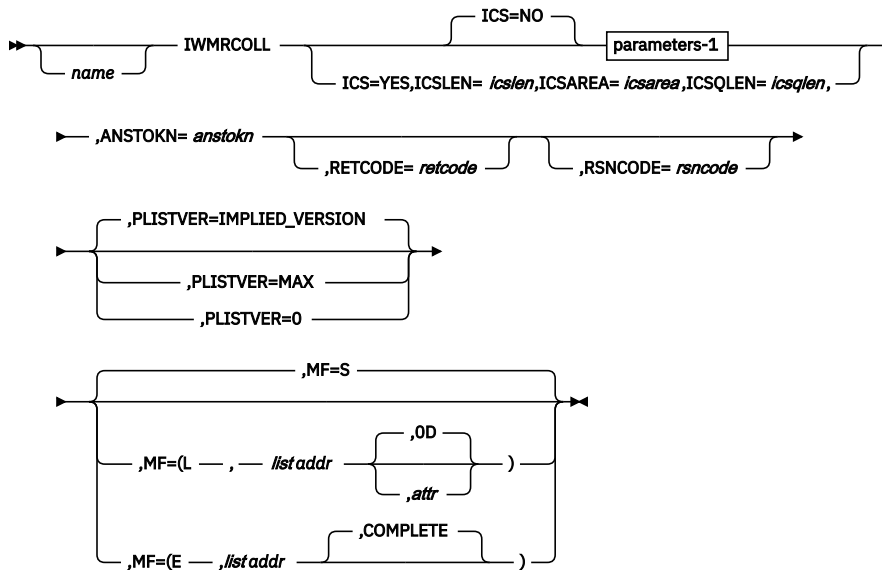 ICS=NO
name IWMRCOLL parameters-1
ICS=YES,ICSLEN= icslen,ICSAREA= icsarea,ICSQLEN= icsqlen,
,ANSTOKN= anstokn
,RETCODE= retcode ,RSNCODE= rsncode
,PLISTVER=IMPLIED_VERSION
,PLISTVER=MAX
,PLISTVER=0
,MF=S
,0D
,MF=(L , list addr )
,attr
,COMPLETE
,MF=(E ,list addr )